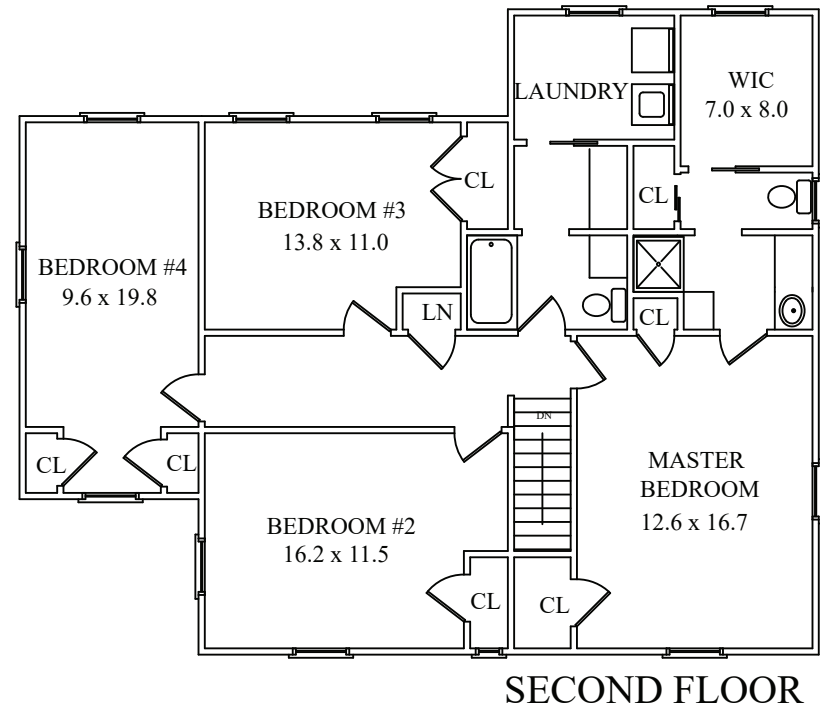 LAUNDRY
WIC
7.0 x 8.0
CL
CL
BEDROOM #3
13.8 x 11.0
BEDROOM #4
9.6 x 19.8
LN
CL
DN
CL
CL
MASTER
BEDROOM
12.6 x 16.7
BEDROOM #2
16.2 x 11.5
CL
CL
SECOND FLOOR